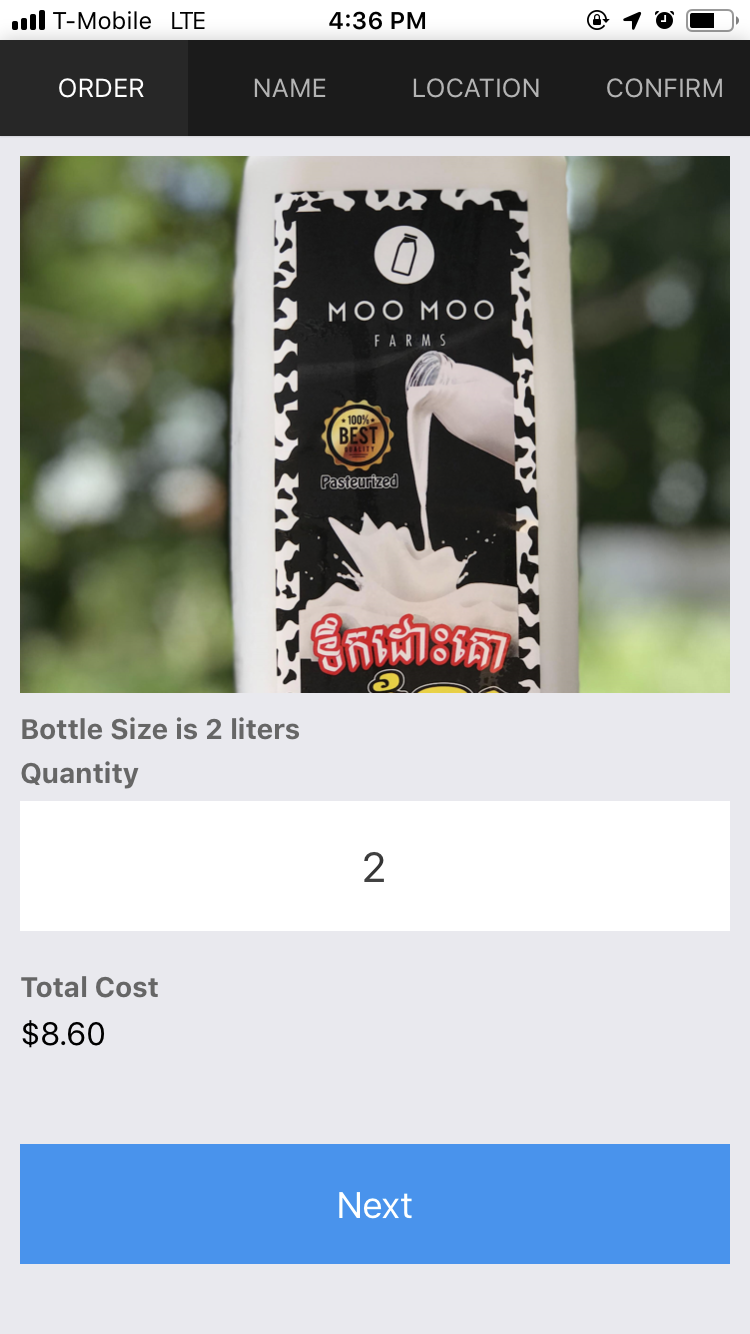 T-Mobile LTE 4:36 PM
ORDER NAME LOCATION CONFIRM
MOO MOO
FARMS
100%
BEST
QUALITY
Pasteurized
ទឹកដោះគោ
Bottle Size is 2 liters
Quantity
2
Total Cost
$8.60
Next